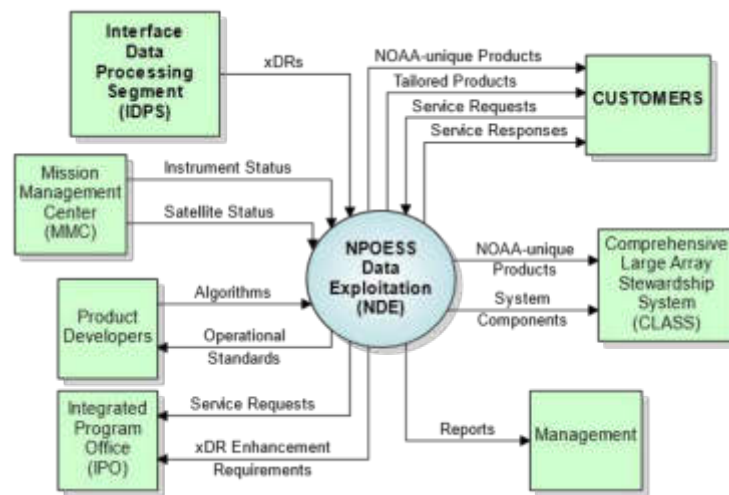 Interface
Data
Processing
Segment
(IDPS)
xDRs
NOAA-unique Products
Tailored Products
Service Requests
Service Responses
CUSTOMERS
Mission
Management
Center
(MMC)
Instrument Status
Satellite Status
NPOESS
Data
Exploitation
(NDE)
NOAA-unique
Products
System
Components
Comprehensive
Large Array
Stewardship
System
(CLASS)
Product
Developers
Algorithms
Operational
Standards
Integrated
Program
Office
(IPO)
Service Requests
xDR Enhancement
Requirements
Reports
Management